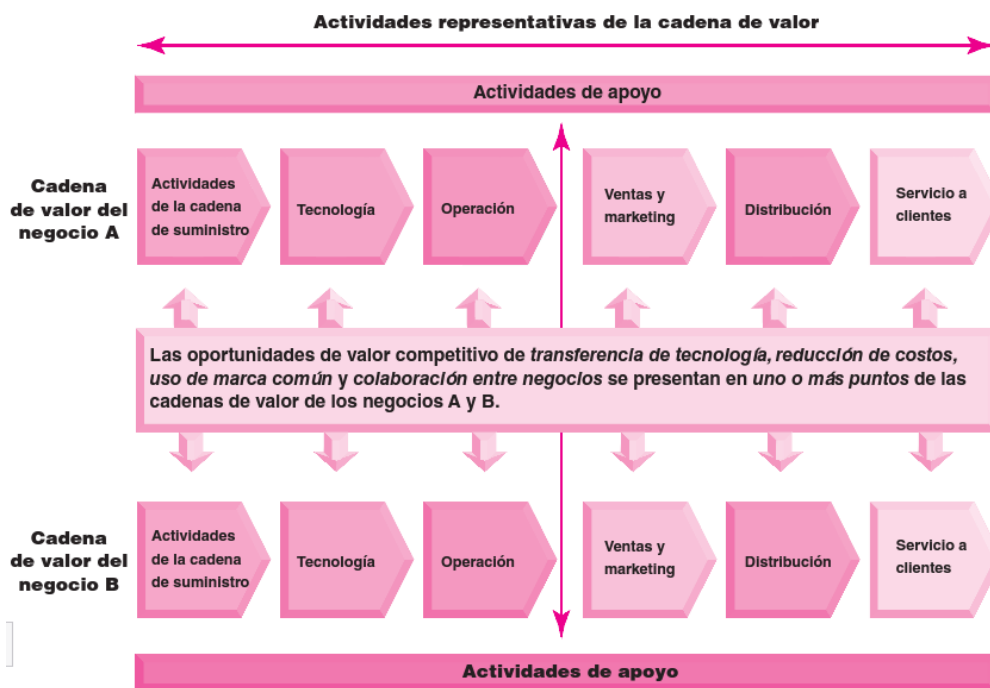 Actividades representativas de la cadena de valor
Actividades de apoyo
Cadena
de valor del
negocio A
Actividades
de la cadena
de suministro
Tecnología
Operación
Ventas y
marketing
Distribución
Servicio a
clientes
Las oportunidades de valor competitivo de transferencia de tecnología, reducción de costos,
uso de marca común y colaboración entre negocios se presentan en uno o más puntos de las
cadenas de valor de los negocios A y B.
Cadena
de valor del
negocio B
Actividades
de la cadena
de suministro
Tecnología
Operación
Ventas y
marketing
Distribución
Servicio a
clientes
Actividades de apoyo